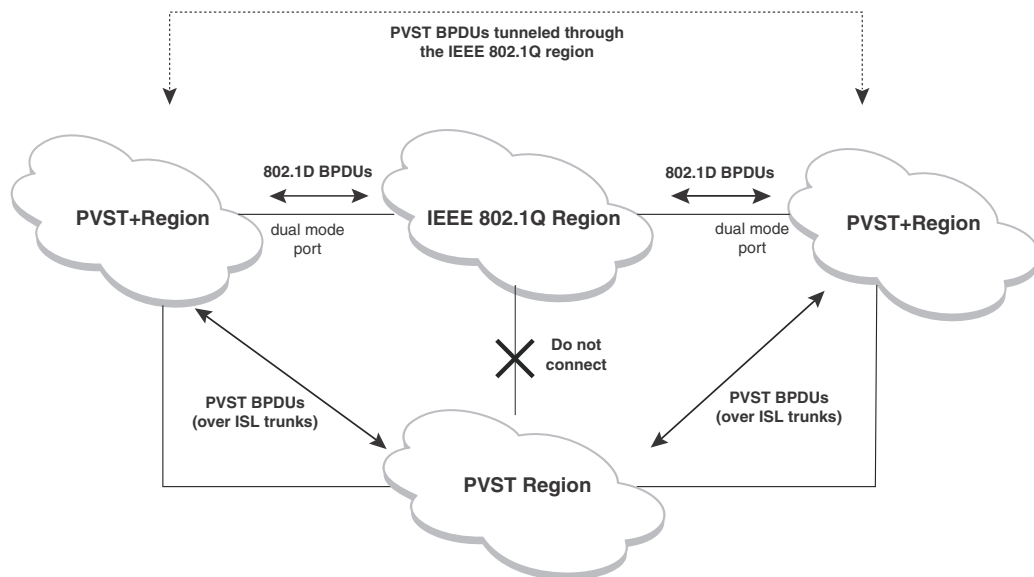 PVST BPDUs tunneled through
the IEEE 802.1Q region
802.1D BPDUs
802.1D BPDUs
PVST+Region
IEEE 802.1Q Region
PVST+Region
dual mode
port
dual mode
port
Do not
connect
PVST BPDUs
(over ISL trunks)
PVST BPDUs
(over ISL trunks)
PVST Region